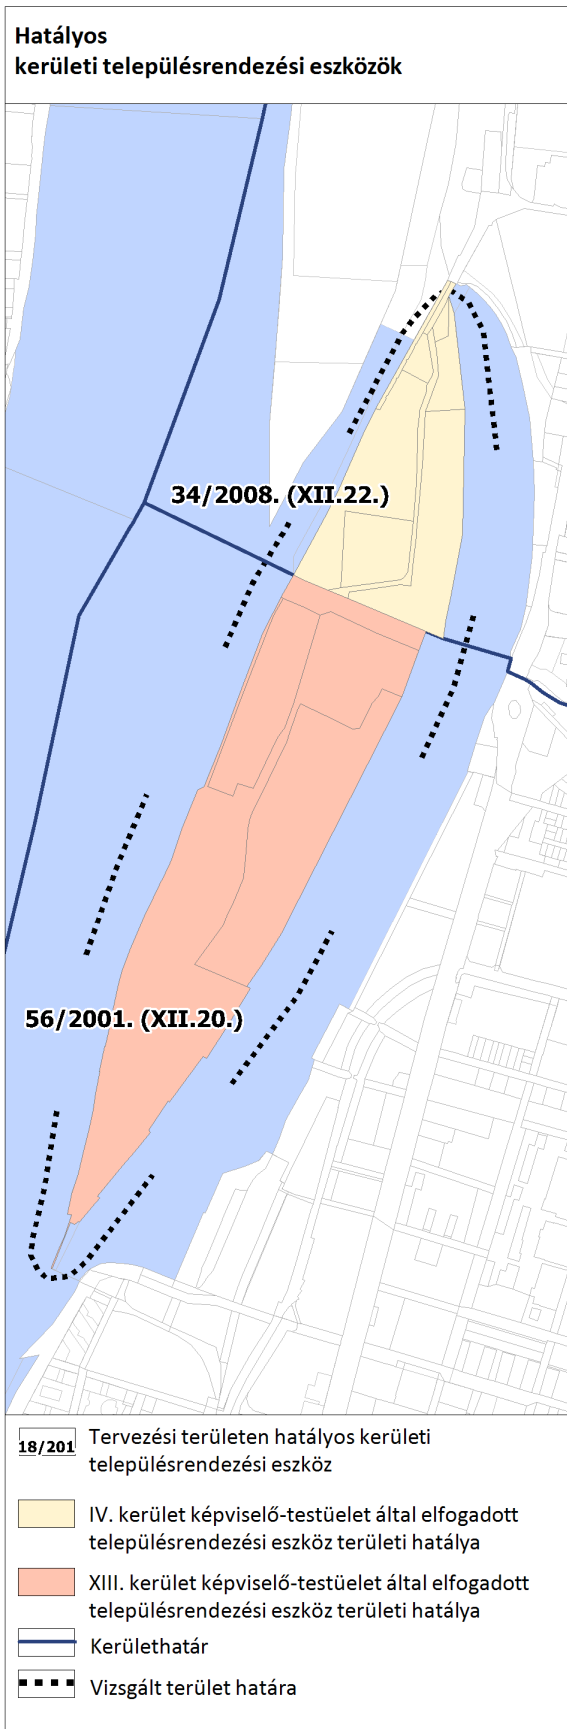 Hatályos
kerületi településrendezési eszközök
34/2008. (XII.22.)
56/2001. (XII.20.)
18/201
Tervezési területen hatályos kerületi
településrendezési eszköz
IV. kerület képviselő-testüelet által elfogadott
településrendezési eszköz területi hatálya
XIII. kerület képviselő-testüelet által elfogadott
településrendezési eszköz területi hatálya
Kerülethatár
Vizsgált terület határa